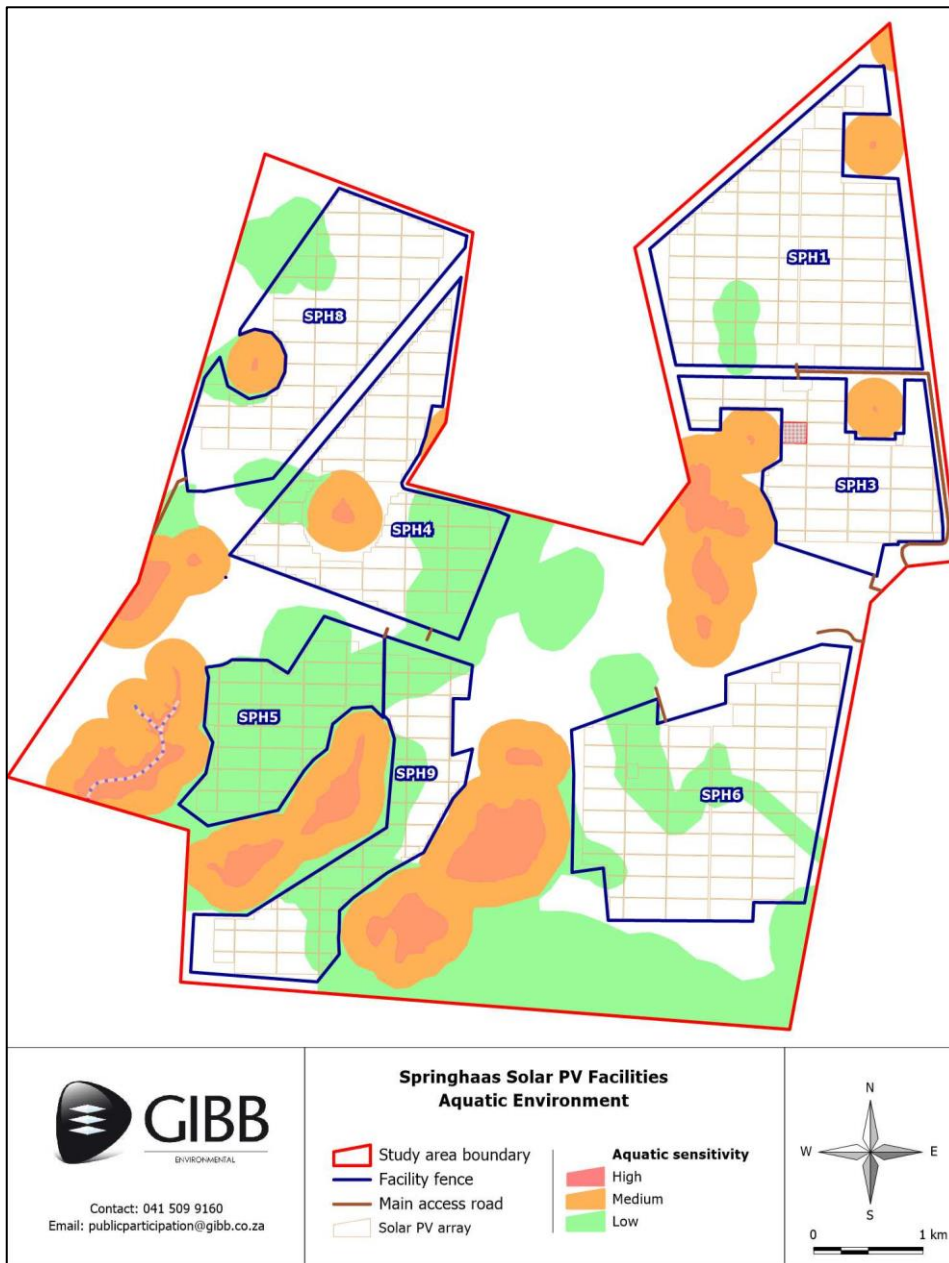 SPH1
SPH8
SPH3
SPH4
SPH5
SPH9
SPH6
GIBB
ENVIRONMENTAL
Contact: 041 509 9160
Email: publicparticipation@gibb.co.za
Springhaas Solar PV Facilities
Aquatic Environment
Study area boundary
Facility fence
Main access road
Solar PV array
Aquatic sensitivity
High
Medium
Low
N
W E
S
0 1 km